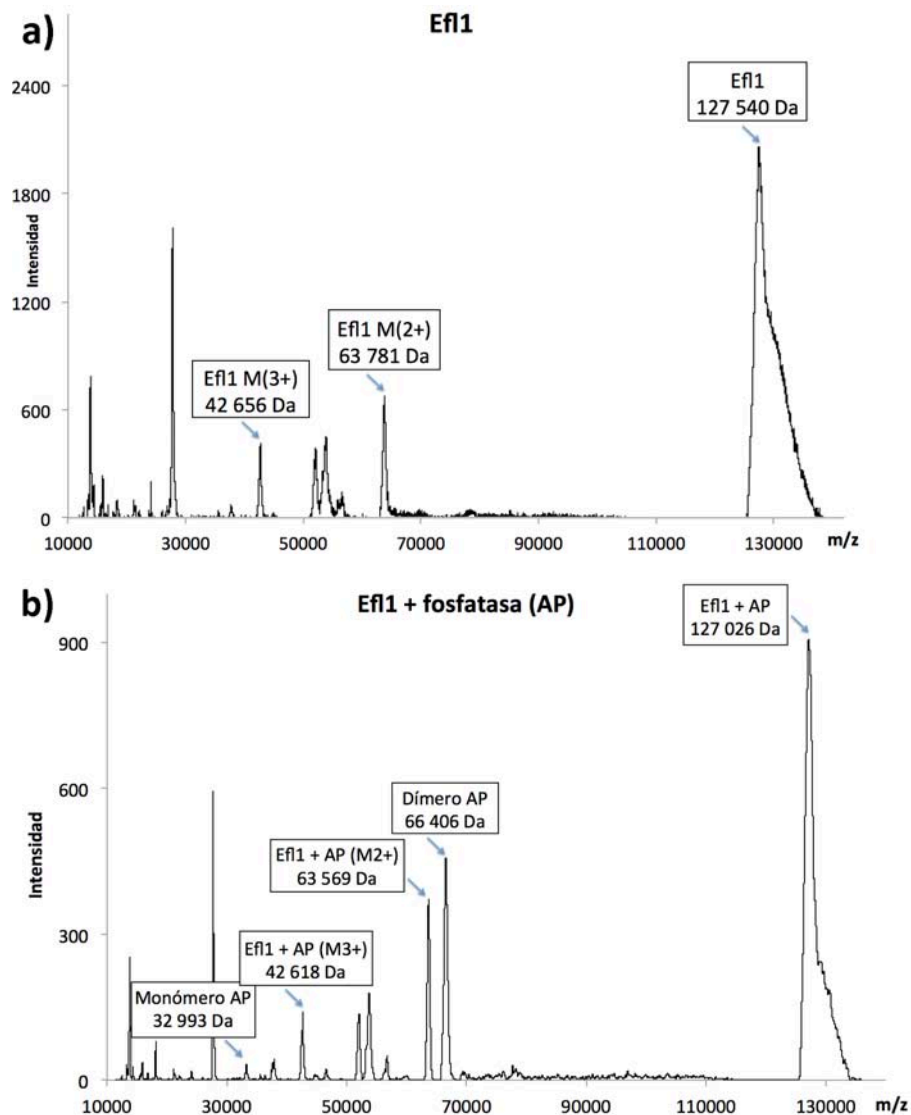 a)
Efl1
Intensidad
2400
1800
1200
600
0
Efl1
127 540 Da
Efl1 M(2+)
63 781 Da
Efl1 M(3+)
42 656 Da
10000 30000 50000 70000 90000 110000 130000 m/z
b)
Efl1 + fosfatasa (AP)
Intensidad
900
600
300
0
Efl1 + AP
127 026 Da
Dímero AP
66 406 Da
Efl1 + AP (M2+)
63 569 Da
Efl1 + AP (M3+)
42 618 Da
Monómero AP
32 993 Da
10000 30000 50000 70000 90000 110000 130000 m/z